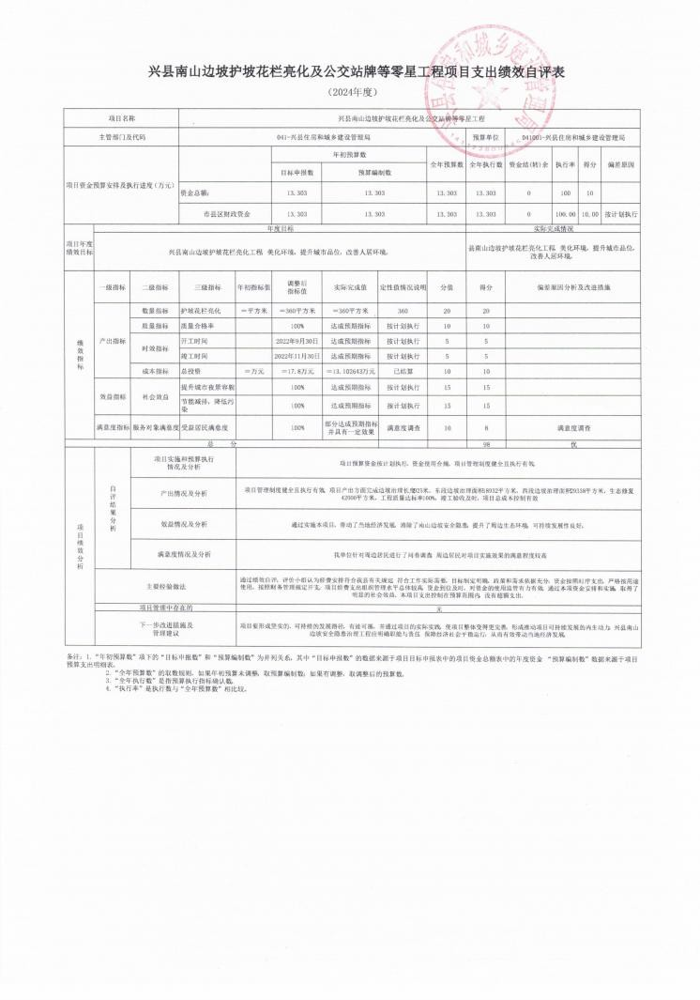 兴县南山边坡护坡花栏亮化及公交站牌等零星工程项目支出绩效自评表
（2024年度）
项目名称 兴县南山边坡护坡花栏亮化及公交站牌等零星工程
主管部门及代码 041-兴县住房和城乡建设管理局 预算单位 041001-兴县住房和城乡建设管理局
项目资金预算安排及执行进度（万元） 年初预算数 全年预算数 全年执行数 资金结(转)余 执行率 得分 偏差原因
目标申报数 预算编制数
资金总额： 13.303 13.303 13.303 13.303 0 100 10
市县区财政资金 13.303 13.303 13.303 13.303 0 100.00 10.00 按计划执行
项目年度绩效目标 年度目标 实际完成情况
兴县南山边坡护坡花栏亮化工程，美化环境，提升城市品位，改善人居环境。 县南山边坡护坡花栏亮化工程，美化环境，提升城市品位，
改善人居环境。
绩效指标 一级指标 二级指标 三级指标 年初指标值 调整后指标值 实际完成值 定性值情况说明 分值 得分 偏差原因分析及改进措施
产出指标 数量指标 护坡花栏亮化 ＝平方米 ＝360平方米 ＝360平方米 360 20 20
质量指标 质量合格率 100% 达成预期指标 按计划执行 10 10
时效指标 开工时间 2022年9月30日 达成预期指标 按计划执行 5 5
竣工时间 2022年11月30日 达成预期指标 按计划执行 5 5
成本指标 总投资 ＝万元 ＝17.8万元 ＝13.102643万元 已结算 10 10
效益指标 社会效益 提升城市夜景容貌 100% 达成预期指标 按计划执行 15 15
节能减排，降低污染 100% 达成预期指标 按计划执行 15 15
满意度指标 服务对象满意度 受益居民满意度 100% 部分达成预期指标并具有一定效果 满意度调查 10 8 满意度调查
总 分 98 优
项目绩效分析 自评结果分析 项目实施和预算执行情况及分析 项目预算资金按计划执行，资金使用合规，项目管理制度健全且执行有效。
产出情况及分析 项目管理制度健全且执行有效，项目产出方面完成边坡治理长度925米，东段边坡治理面积18932平方米，西段边坡治理面积29338平方米，生态修复
42000平方米，工程质量达标率100%，竣工验收及时，项目总成本控制有效
效益情况及分析 通过实施本项目，带动了当地经济发展，消除了南山边坡安全隐患，提升了周边生态环境，可持续发展性良好。
满意度情况及分析 我单位针对周边居民进行了问卷调查，周边居民对项目实施效果的满意程度较高
主要经验做法 通过绩效自评，评价小组认为经费安排符合我县有关规定，符合工作实际需要，目标制定明确，政策和需求依据充分，资金按照时序支出，严格按用途
使用，按照财务管理规定开支，项目经费支出组织管理水平总体较高，资金到位及时，对资金的使用监管有力有效，通过本项资金安排和实施，取得了
明显的社会效益，本项目支出控制在预算范围内，没有超额支出。
项目管理中存在的 无
下一步改进措施及管理建议 项目要形成坚实的、可持续的发展路径，有迹可循，并通过项目的实际实践，使项目整体变得更完善，形成推动项目可持续发展的内生动力，兴县南山
边坡安全隐患治理工程应明确职能与责任，保障经济社会平稳运行，从而有效带动当地经济发展。
备注：1.“年初预算数”项下的“目标申报数”和“预算编制数”为并列关系，其中“目标申报数”的数据来源于项目目标申报表中的项目资金总额表中的年度资金，“预算编制数”数据来源于项目
预算支出明细表。
2.“全年预算数”的取数规则，如果年初预算未调整，取预算编制数；如果有调整，取调整后的预算数。
3.“全年执行数”是指预算执行指标确认数。
4.“执行率”是执行数与“全年预算数”相比较。